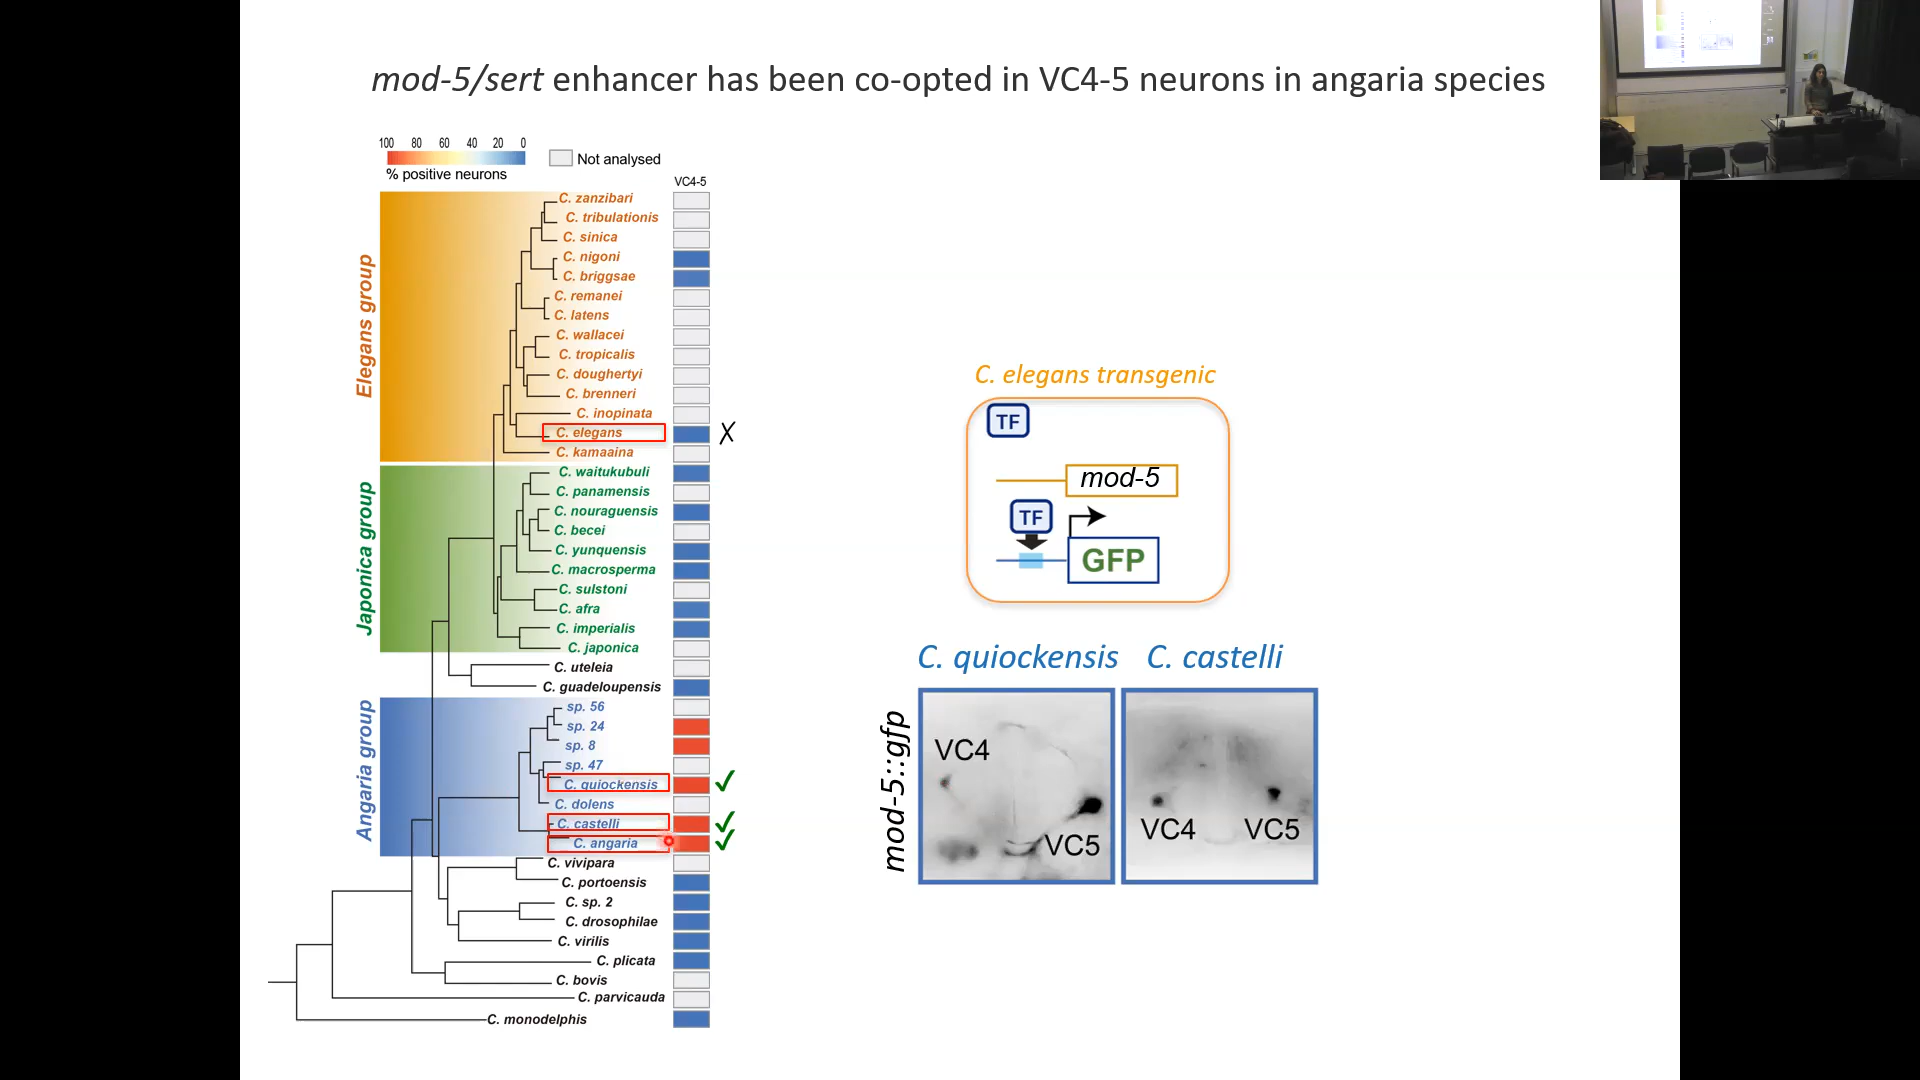 mod-5/sert enhancer has been co-opted in VC4-5 neurons in angaria species
100 80 60 40 20 0
% positive neurons
Not analysed
VC4-5
Elegans group
C. zanzibari
C. tribulationis
C. sinica
C. nigoni
C. briggsae
C. remanei
C. latens
C. wallacei
C. tropicalis
C. doughertyi
C. brenneri
C. inopinata
C. elegans
X
C. kamaaina
Japonica group
C. waitukubuli
C. panamensis
C. nouraguensis
C. becei
C. yunquensis
C. macrosperma
C. sulstoni
C. afra
C. imperialis
C. japonica
C. uteleia
C. guadeloupensis
Angaria group
sp. 56
sp. 24
sp. 8
sp. 47
C. quiockensis
C. dolens
C. castelli
C. angaria
C. vivipara
C. portoensis
C. sp. 2
C. drosophilae
C. virilis
C. plicata
C. bovis
C. parvicauda
C. monodelphis
C. elegans transgenic
TF
mod-5
TF
GFP
C. quiockensis C. castelli
mod-5::gfp
VC4
VC5
VC4
VC5